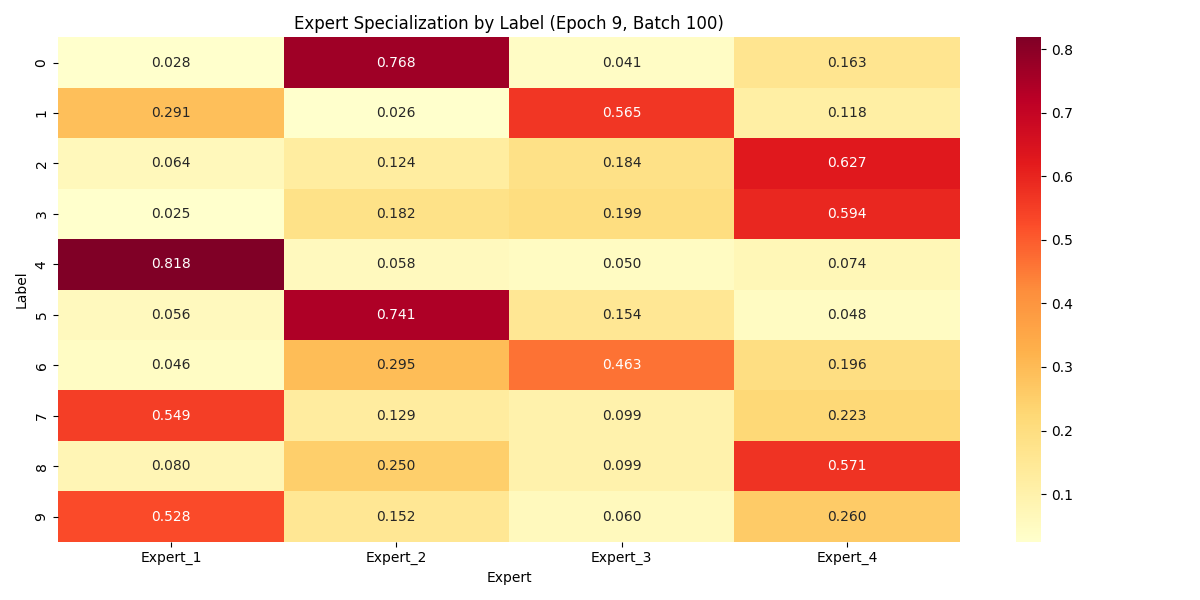 Expert Specialization by Label (Epoch 9, Batch 100)
Label
0 0.028 0.768 0.041 0.163
1 0.291 0.026 0.565 0.118
2 0.064 0.124 0.184 0.627
3 0.025 0.182 0.199 0.594
4 0.818 0.058 0.050 0.074
5 0.056 0.741 0.154 0.048
6 0.046 0.295 0.463 0.196
7 0.549 0.129 0.099 0.223
8 0.080 0.250 0.099 0.571
9 0.528 0.152 0.060 0.260
Expert_1 Expert_2 Expert_3 Expert_4
Expert
0.8
0.7
0.6
0.5
0.4
0.3
0.2
0.1